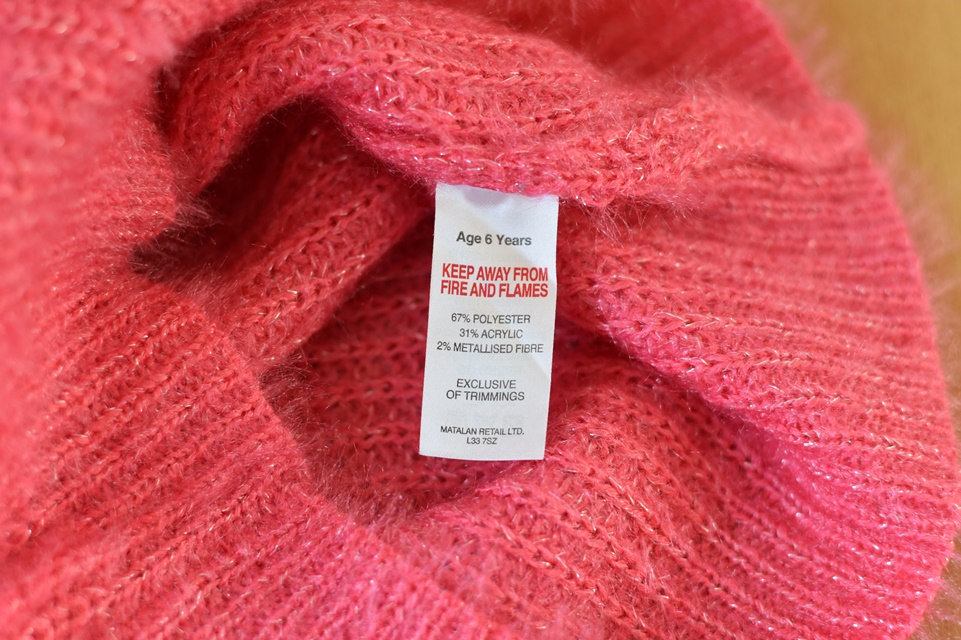 Age 6 Years
KEEP AWAY FROM
FIRE AND FLAMES
67% POLYESTER
31% ACRYLIC
2% METALLISED FIBRE
EXCLUSIVE
OF TRIMMINGS
MATALAN RETAIL LTD.
L33 7SZ